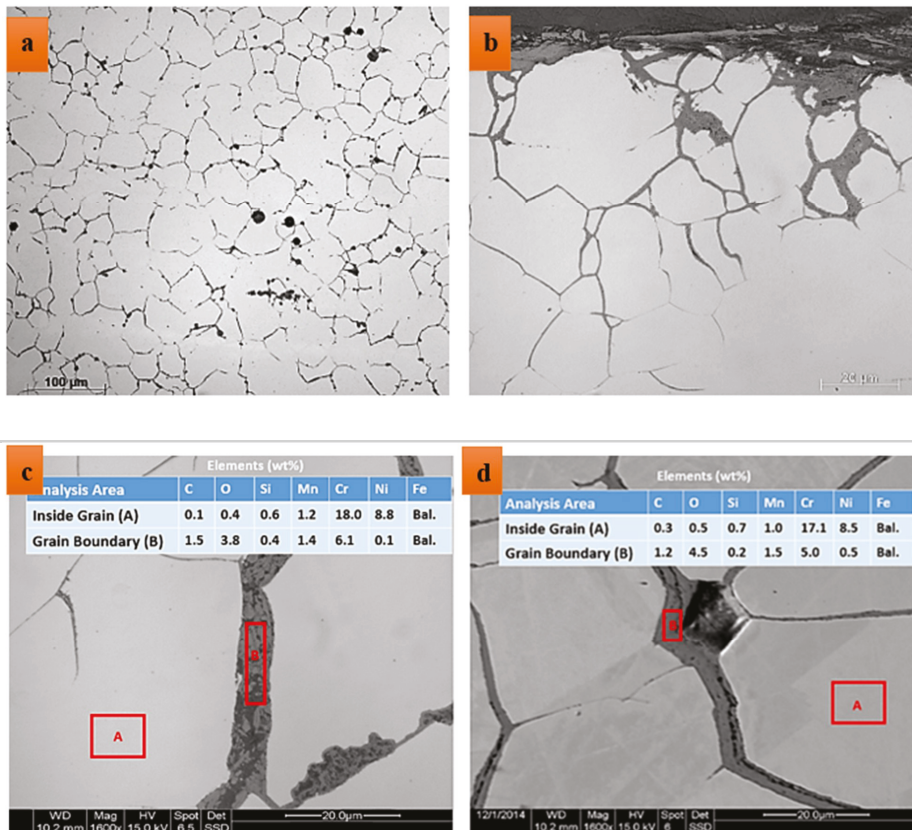 a
100 µm
b
20 µm
c
Elements (wt%)
Analysis Area C O Si Mn Cr Ni Fe
Inside Grain (A) 0.1 0.4 0.6 1.2 18.0 8.8 Bal.
Grain Boundary (B) 1.5 3.8 0.4 1.4 6.1 0.1 Bal.
B
A
WD Mag HV Spot Det
10.2 mm 1600x 15.0 kV 6.5 SSD
20.0µm
d
Elements (wt%)
Analysis Area C O Si Mn Cr Ni Fe
Inside Grain (A) 0.3 0.5 0.7 1.0 17.1 8.5 Bal.
Grain Boundary (B) 1.2 4.5 0.2 1.5 5.0 0.5 Bal.
B
A
12/1/2014 WD Mag HV Spot Det
10.2 mm 1600x 15.0 kV 6 SSD
20.0µm